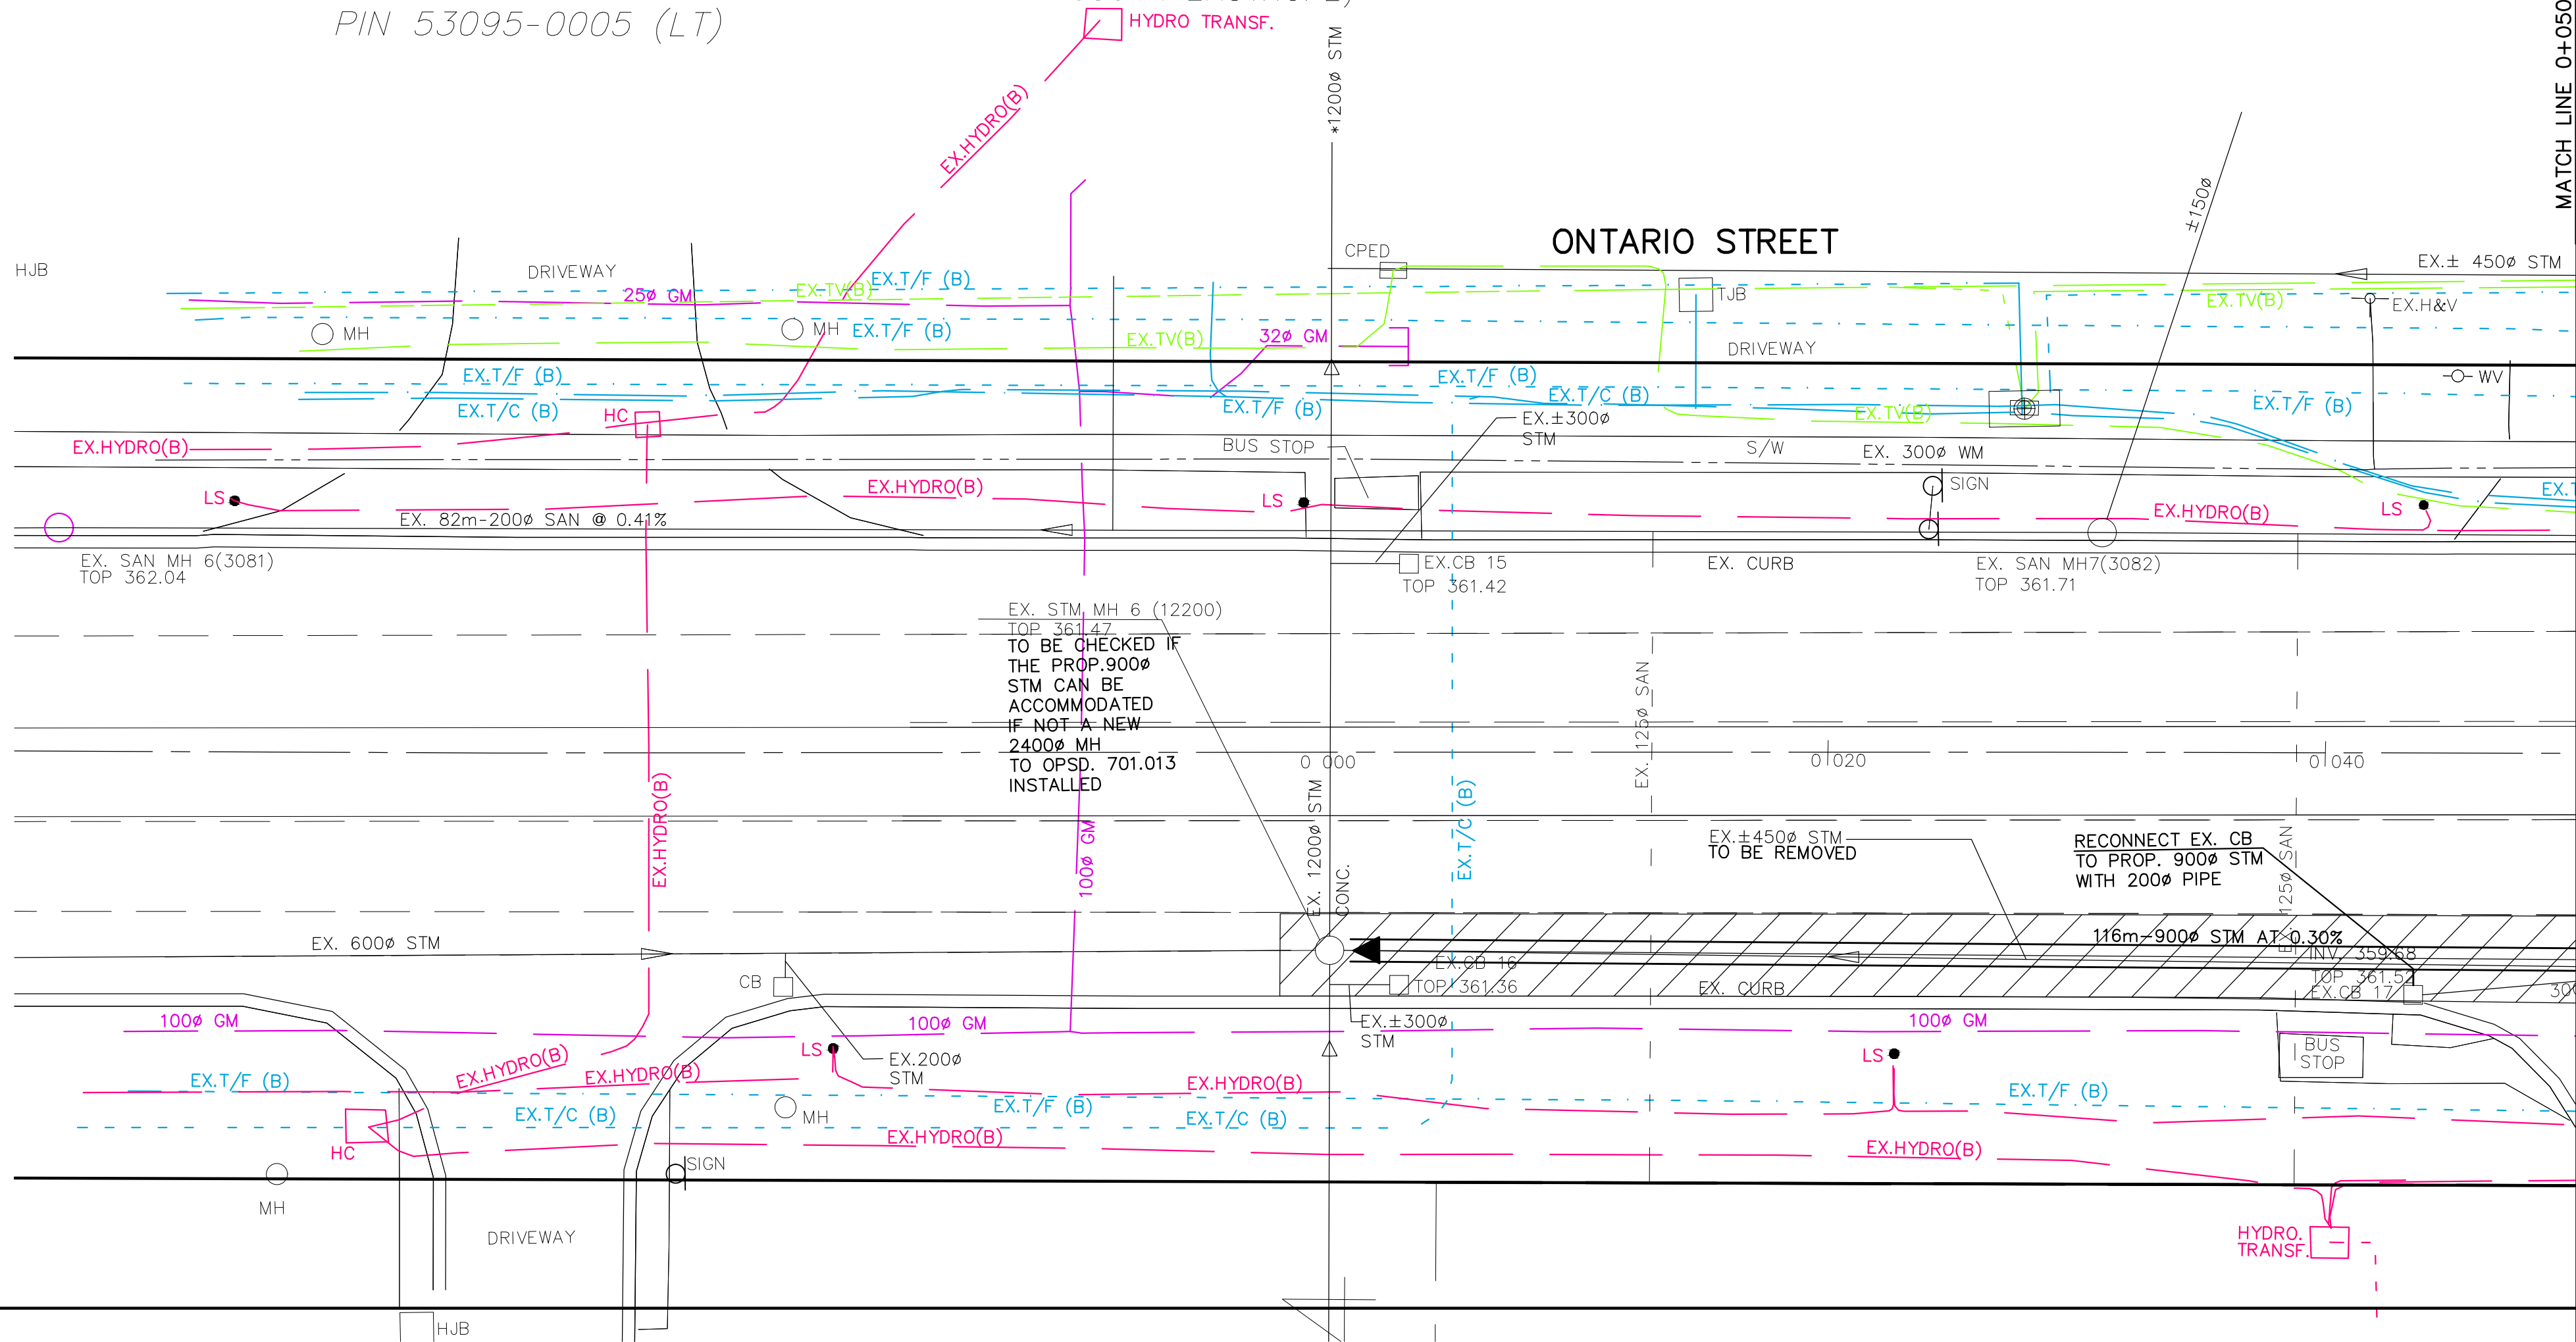 PIN 53095-0005 (LT)
HYDRO TRANSF.
*1200ø STM
MATCH LINE 0+050
EX.HYDRO(B)
±150ø
ONTARIO STREET
CPED
HJB
DRIVEWAY
EX.T/F (B)
EX.± 450ø STM
25ø GM
EX.TV(B)
TJB
EX.TV(B)
EX.H&V
MH
MH
EX.T/F (B)
EX.TV(B)
32ø GM
DRIVEWAY
EX.T/F (B)
EX.T/F (B)
WV
EX.T/C (B)
EX.T/C (B)
EX.T/F (B)
HC
EX.T/F (B)
EX.TV(B)
EX.±300ø
STM
EX.HYDRO(B)
BUS STOP
S/W
EX. 300ø WM
LS
EX.HYDRO(B)
LS
SIGN
LS
EX.HYDRO(B)
EX. 82m-200ø SAN @ 0.41%
EX. SAN MH 6(3081)
TOP 362.04
EX.CB 15
TOP 361.42
EX. CURB
EX. SAN MH7(3082)
TOP 361.71
EX. STM MH 6 (12200)
TOP 361.47
TO BE CHECKED IF
THE PROP.900ø
STM CAN BE
ACCOMMODATED
IF NOT A NEW
2400ø MH
TO OPSD. 701.013
INSTALLED
EX. 125ø SAN
0 000
0 020
0 040
EX.HYDRO(B)
100ø GM
EX. 1200ø STM
CONC.
EX.T/C (B)
EX.±450ø STM
TO BE REMOVED
RECONNECT EX. CB
TO PROP. 900ø STM
WITH 200ø PIPE
EX. 125ø SAN
EX. 600ø STM
116m-900ø STM AT 0.30%
INV. 359.68
TOP 361.52
EX.CB 17
CB
EX.CB 16
TOP 361.36
EX. CURB
100ø GM
100ø GM
EX.±300ø
STM
100ø GM
BUS
STOP
LS
EX.200ø
STM
LS
EX.HYDRO(B)
EX.HYDRO(B)
EX.T/F (B)
EX.HYDRO(B)
EX.T/F (B)
EX.T/C (B)
MH
EX.T/F (B)
EX.T/C (B)
EX.HYDRO(B)
EX.HYDRO(B)
HC
SIGN
MH
DRIVEWAY
HYDRO.
TRANSF.
HJB